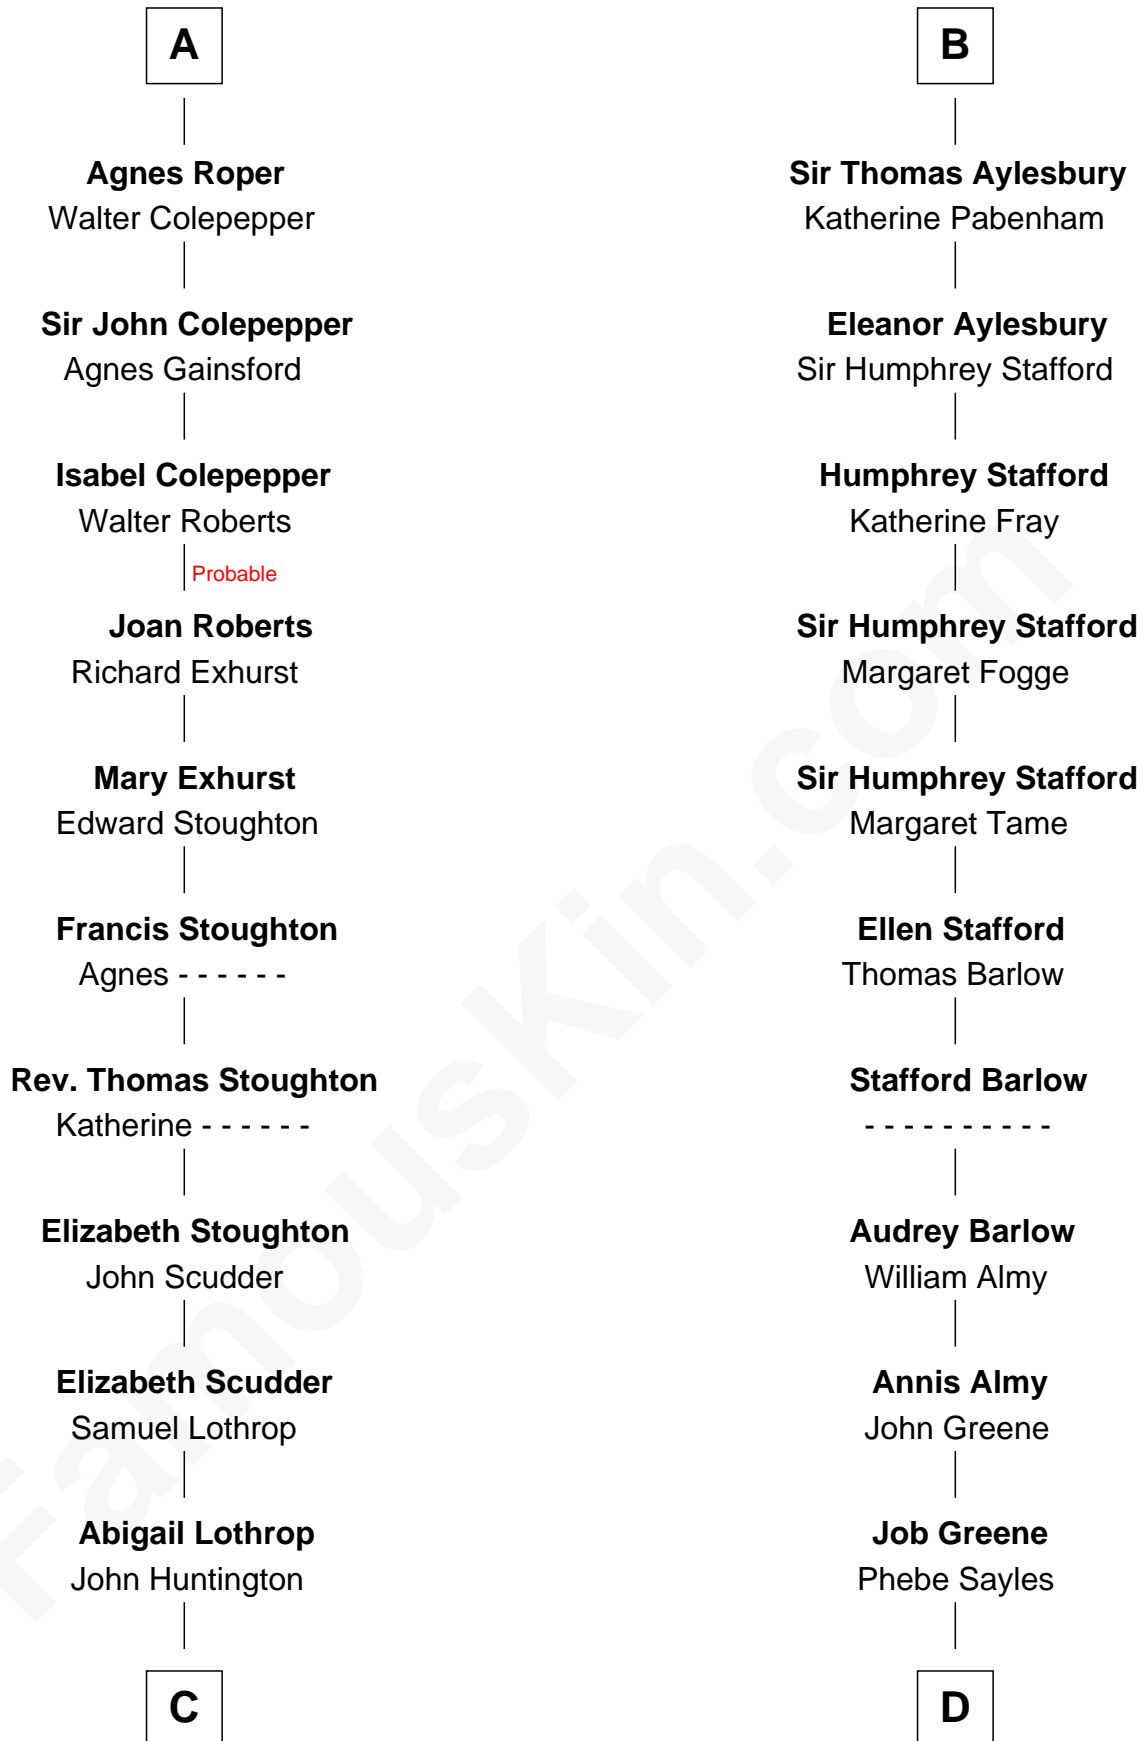 A
Agnes Roper
Walter Colepepper
Sir John Colepepper
Agnes Gainsford
Isabel Colepepper
Walter Roberts
Probable
Joan Roberts
Richard Exhurst
Mary Exhurst
Edward Stoughton
Francis Stoughton
Agnes - - - - - -
Rev. Thomas Stoughton
Katherine - - - - - -
Elizabeth Stoughton
John Scudder
Elizabeth Scudder
Samuel Lothrop
Abigail Lothrop
John Huntington
C
B
Sir Thomas Aylesbury
Katherine Pabenham
Eleanor Aylesbury
Sir Humphrey Stafford
Humphrey Stafford
Katherine Fray
Sir Humphrey Stafford
Margaret Fogge
Sir Humphrey Stafford
Margaret Tame
Ellen Stafford
Thomas Barlow
Stafford Barlow
- - - - - - - - - -
Audrey Barlow
William Almy
Annis Almy
John Greene
Job Greene
Phebe Sayles
D
FamousKin.com